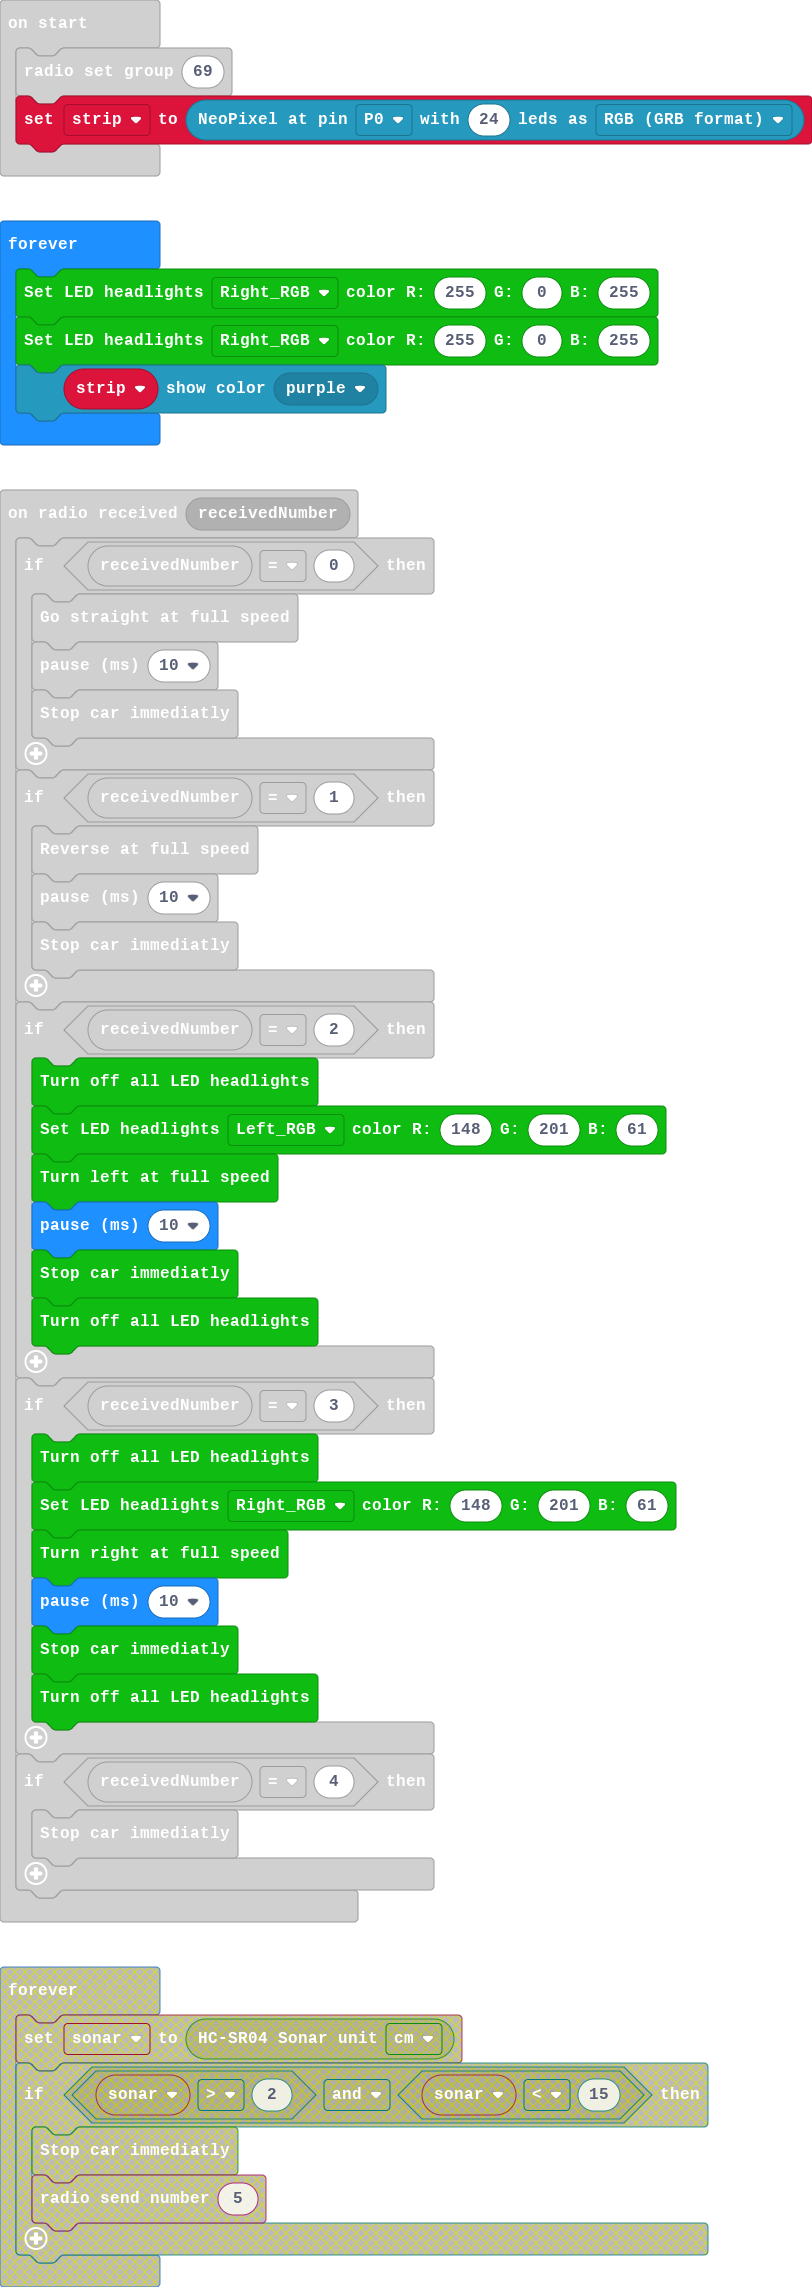 on start
radio set group 69
set strip to NeoPixel at pin P0 with 24 leds as RGB (GRB format)
forever
Set LED headlights Right_RGB color R: 255 G: 0 B: 255
Set LED headlights Right_RGB color R: 255 G: 0 B: 255
strip show color purple
on radio received receivedNumber
if receivedNumber = 0 then
Go straight at full speed
pause (ms) 10
Stop car immediatly
if receivedNumber = 1 then
Reverse at full speed
pause (ms) 10
Stop car immediatly
if receivedNumber = 2 then
Turn off all LED headlights
Set LED headlights Left_RGB color R: 148 G: 201 B: 61
Turn left at full speed
pause (ms) 10
Stop car immediatly
Turn off all LED headlights
if receivedNumber = 3 then
Turn off all LED headlights
Set LED headlights Right_RGB color R: 148 G: 201 B: 61
Turn right at full speed
pause (ms) 10
Stop car immediatly
Turn off all LED headlights
if receivedNumber = 4 then
Stop car immediatly
forever
set sonar to HC-SR04 Sonar unit cm
if sonar > 2 and sonar < 15 then
Stop car immediatly
radio send number 5